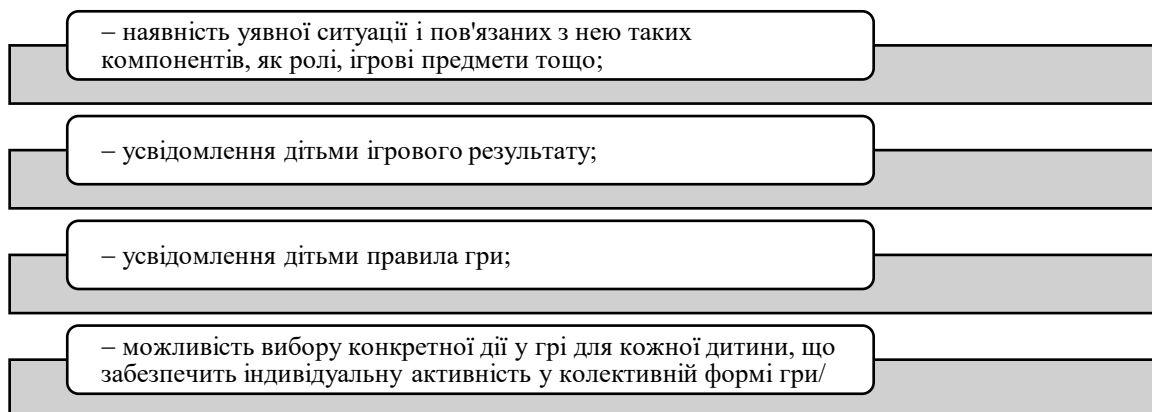 – наявність уявної ситуації і пов'язаних з нею таких
компонентів, як ролі, ігрові предмети тощо;
– усвідомлення дітьми ігрового результату;
– усвідомлення дітьми правила гри;
– можливість вибору конкретної дії у грі для кожної дитини, що
забезпечить індивідуальну активність у колективній формі гри/